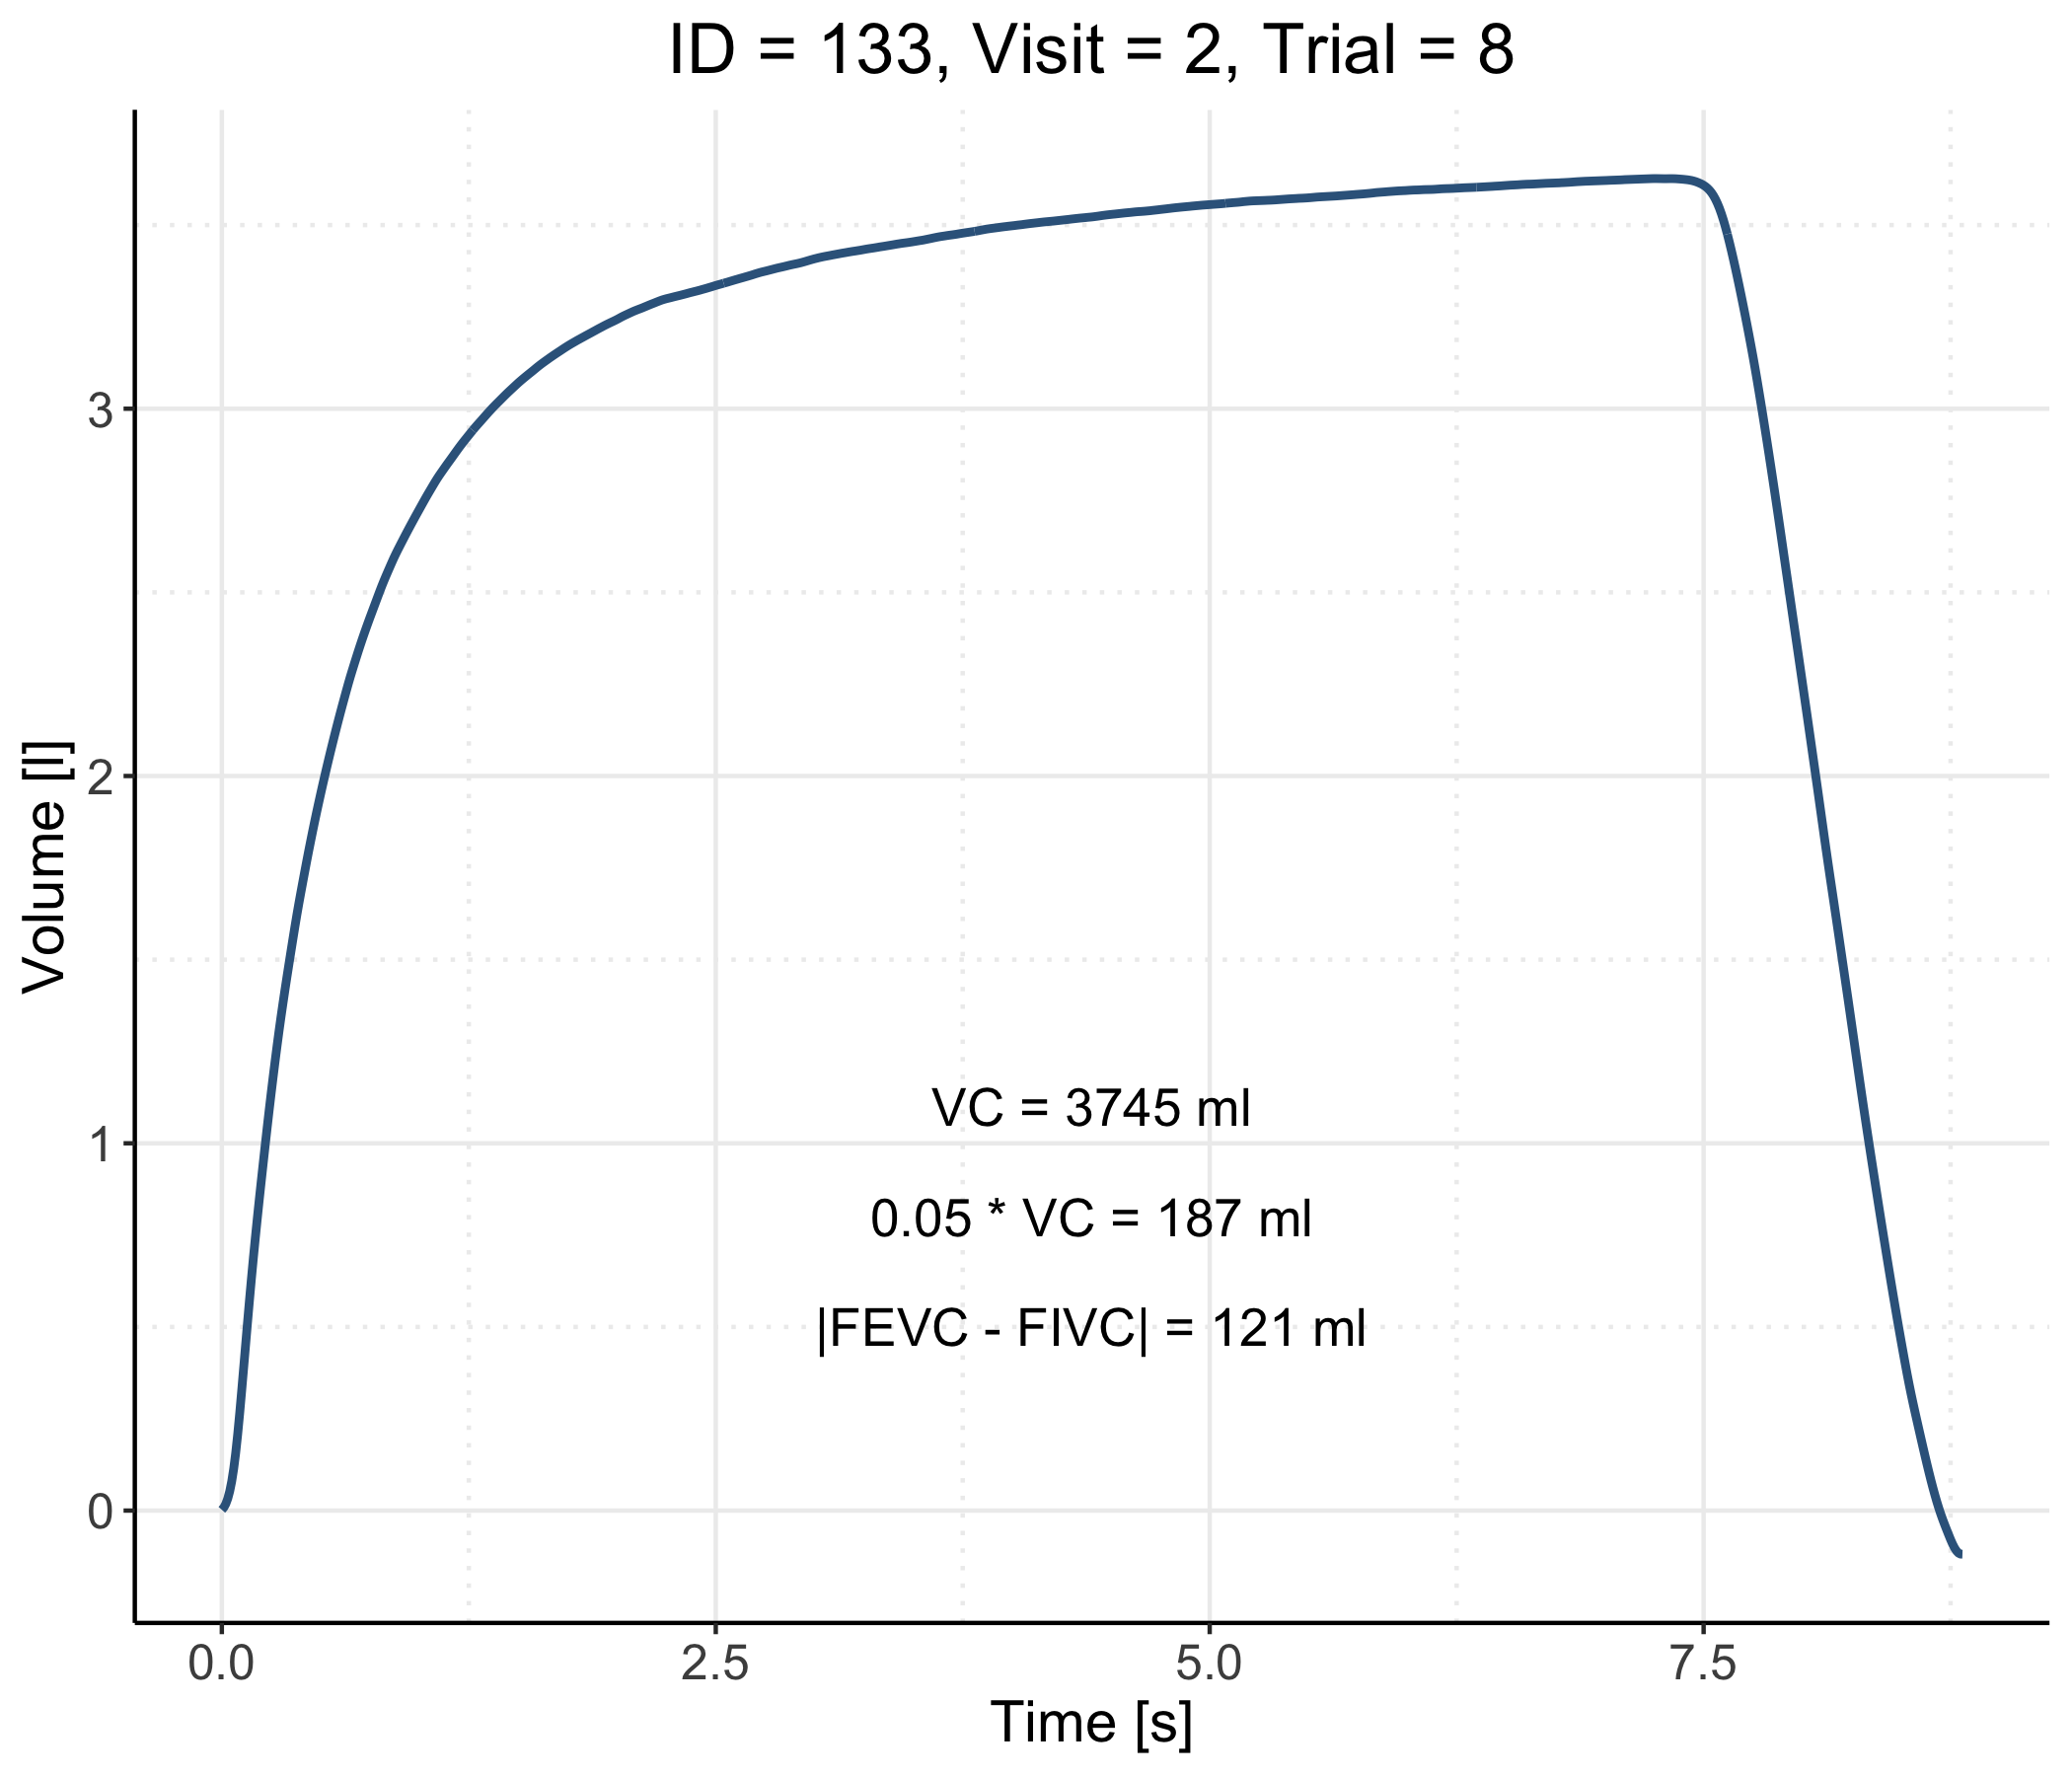 ID = 133, Visit = 2, Trial = 8
Volume [l]
3
2
1
0
VC = 3745 ml
0.05 * VC = 187 ml
|FEVC - FIVC| = 121 ml
0.0 2.5 5.0 7.5
Time [s]